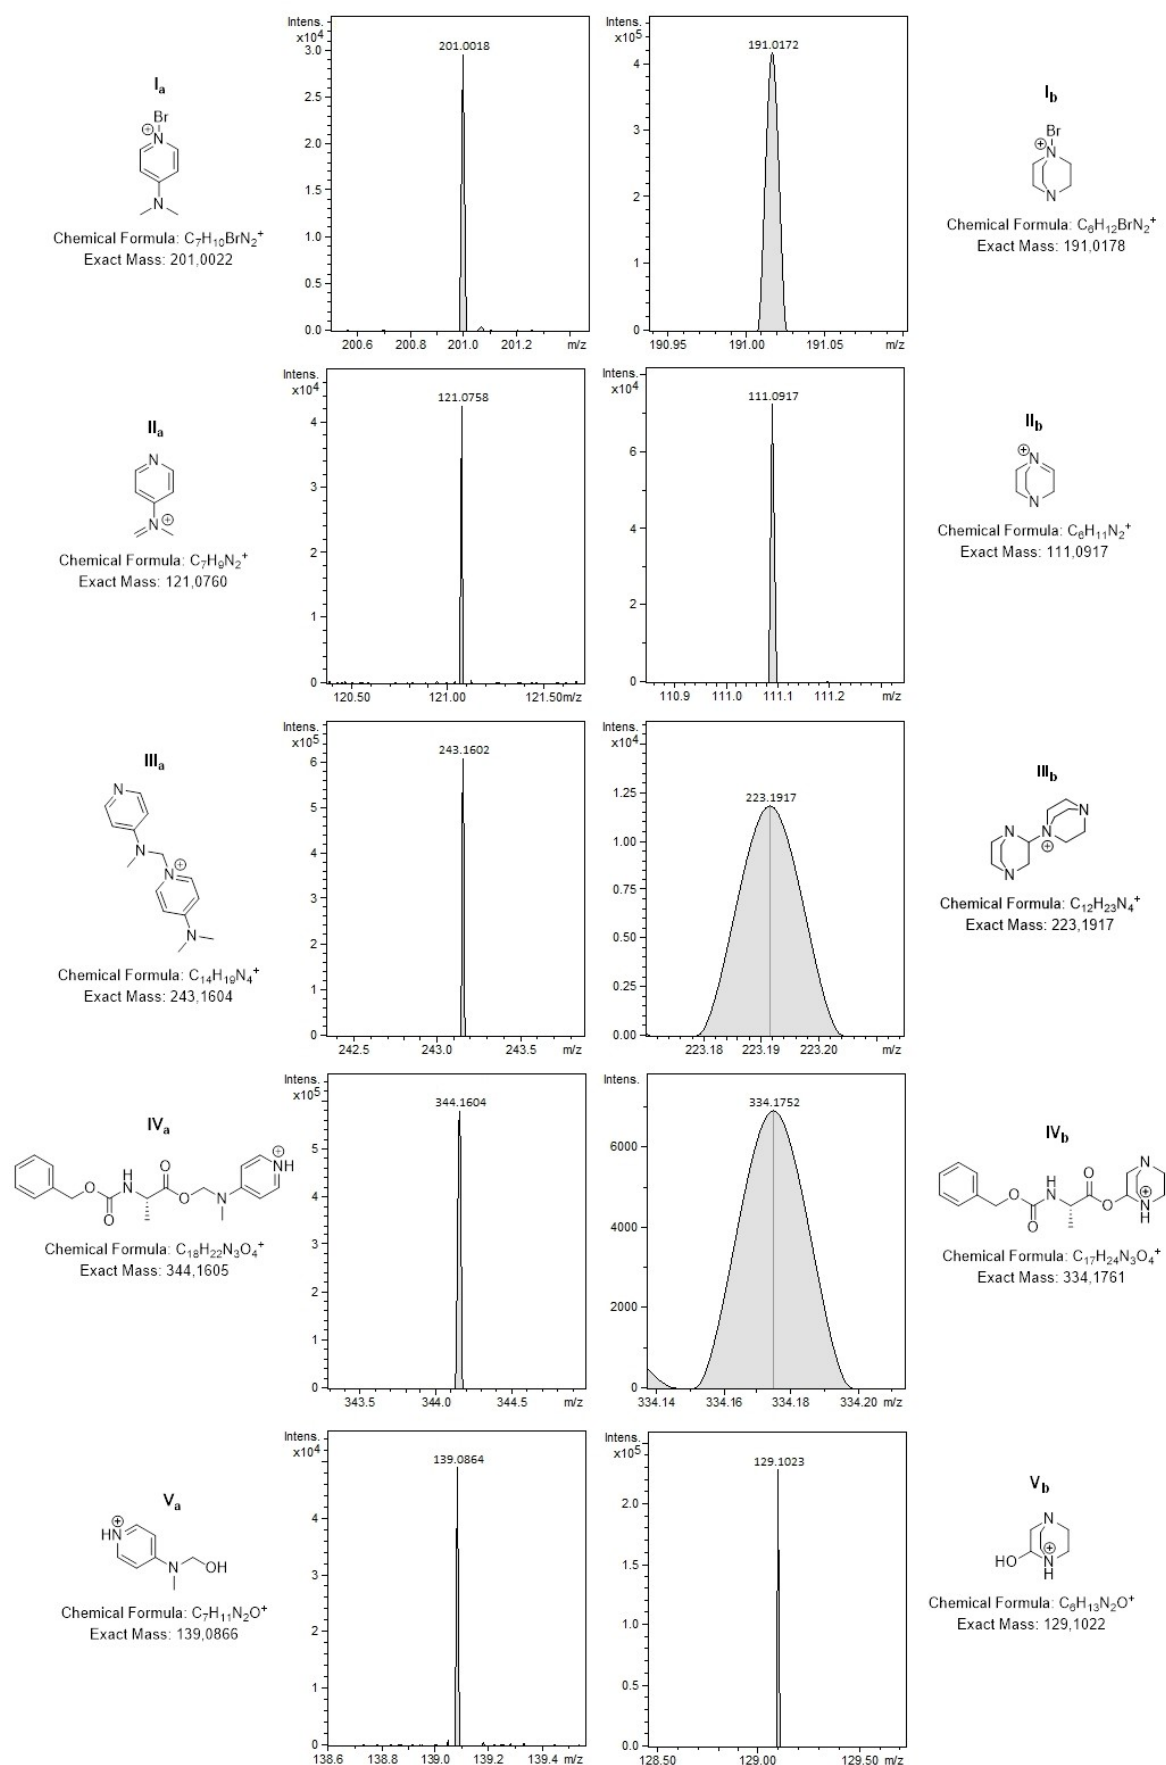 Iₐ
Br
⊕N
N
Chemical Formula: C₇H₁₀BrN₂⁺
Exact Mass: 201,0022
Intens.
x10⁴
3.0
2.5
2.0
1.5
1.0
0.5
0.0
201.0018
200.6 200.8 201.0 201.2 m/z
Intens.
x10⁵
4
3
2
1
0
191.0172
190.95 191.00 191.05 m/z
I_b
Br
⊕N
N
Chemical Formula: C₆H₁₂BrN₂⁺
Exact Mass: 191,0178
IIₐ
N
N⊕
Chemical Formula: C₇H₉N₂⁺
Exact Mass: 121,0760
Intens.
x10⁴
4
3
2
1
0
121.0758
120.50 121.00 121.50m/z
Intens.
x10⁴
6
4
2
0
111.0917
110.9 111.0 111.1 111.2 m/z
II_b
⊕N
N
Chemical Formula: C₆H₁₁N₂⁺
Exact Mass: 111,0917
IIIₐ
N
N
N⊕
N
Chemical Formula: C₁₄H₁₉N₄⁺
Exact Mass: 243,1604
Intens.
x10⁵
6
5
4
3
2
1
0
243.1602
242.5 243.0 243.5 m/z
Intens.
x10⁴
1.25
1.00
0.75
0.50
0.25
0.00
223.1917
223.18 223.19 223.20 m/z
III_b
N
N N
⊕
N
Chemical Formula: C₁₂H₂₃N₄⁺
Exact Mass: 223,1917
IVₐ
O H N O O O N ⊕NH
Chemical Formula: C₁₈H₂₂N₃O₄⁺
Exact Mass: 344,1605
Intens.
x10⁵
5
4
3
2
1
0
344.1604
343.5 344.0 344.5 m/z
Intens.
6000
4000
2000
0
334.1752
334.14 334.16 334.18 334.20 m/z
IV_b
O H N O O O N ⊕ N H
Chemical Formula: C₁₇H₂₄N₃O₄⁺
Exact Mass: 334,1761
Vₐ
⊕
HN
N OH
Chemical Formula: C₇H₁₁N₂O⁺
Exact Mass: 139,0866
Intens.
x10⁴
4
3
2
1
0
139.0864
138.6 138.8 139.0 139.2 139.4 m/z
Intens.
x10⁵
2.0
1.5
1.0
0.5
0.0
129.1023
128.50 129.00 129.50 m/z
V_b
N
⊕
HO N
H
Chemical Formula: C₆H₁₃N₂O⁺
Exact Mass: 129,1022